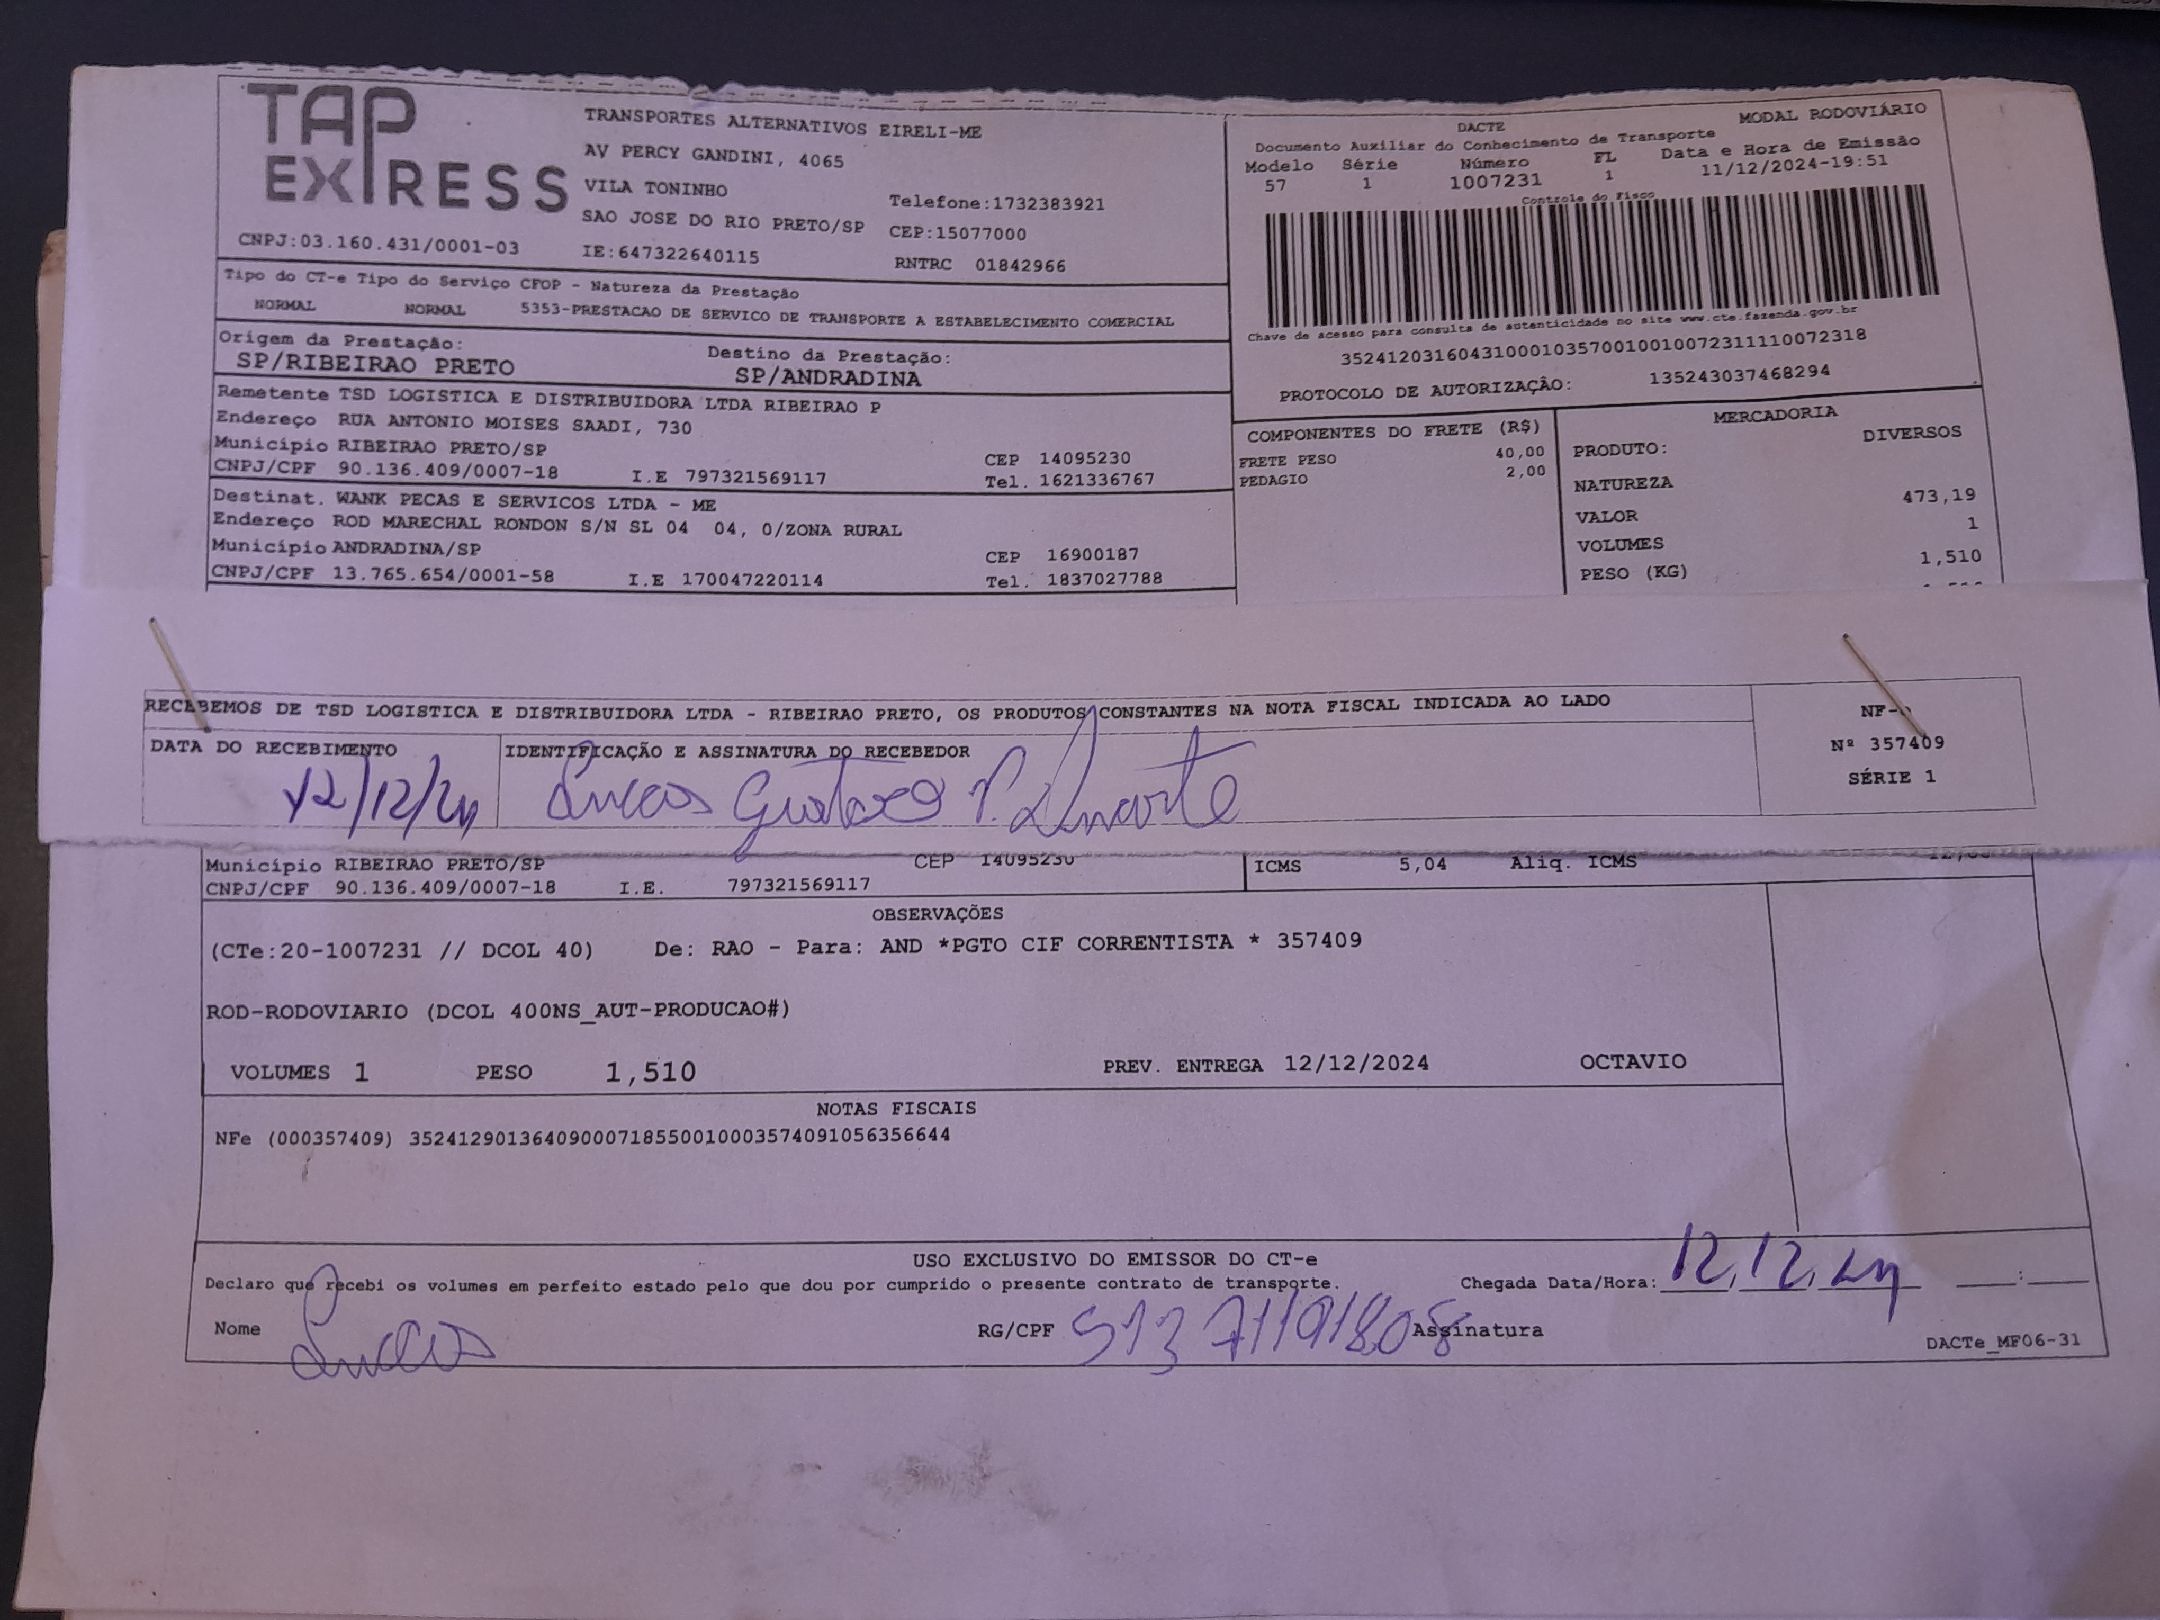 TAP EXPRESS
TRANSPORTES ALTERNATIVOS EIRELI-ME
AV PERCY GANDINI, 4065
VILA TONINHO
Telefone:1732383921
SAO JOSE DO RIO PRETO/SP CEP:15077000
CNPJ:03.160.431/0001-03 IE:647322640115 RNTRC 01842966
DACTE MODAL RODOVIÁRIO
Documento Auxiliar do Conhecimento de Transporte
Modelo Série Número FL Data e Hora de Emissão
57 1 1007231 1 11/12/2024-19:51
Controle do Fisco
Chave de acesso para consulta de autenticidade no site www.cte.fazenda.gov.br
35241203160431000103570010010072311110072318
PROTOCOLO DE AUTORIZAÇÃO: 135243037468294
Tipo do CT-e Tipo do Serviço CFOP - Natureza da Prestação
NORMAL NORMAL 5353-PRESTACAO DE SERVICO DE TRANSPORTE A ESTABELECIMENTO COMERCIAL
Origem da Prestação: Destino da Prestação:
SP/RIBEIRAO PRETO SP/ANDRADINA
Remetente TSD LOGISTICA E DISTRIBUIDORA LTDA RIBEIRAO P
Endereço RUA ANTONIO MOISES SAADI, 730
Município RIBEIRAO PRETO/SP CEP 14095230
CNPJ/CPF 90.136.409/0007-18 I.E 797321569117 Tel. 1621336767
Destinat. WANK PECAS E SERVICOS LTDA - ME
Endereço ROD MARECHAL RONDON S/N SL 04 04, 0/ZONA RURAL
Município ANDRADINA/SP CEP 16900187
CNPJ/CPF 13.765.654/0001-58 I.E 170047220114 Tel. 1837027788
COMPONENTES DO FRETE (R$)
FRETE PESO 40,00
PEDAGIO 2,00
MERCADORIA
PRODUTO: DIVERSOS
NATUREZA
VALOR 473,19
VOLUMES 1
PESO (KG) 1,510
RECEBEMOS DE TSD LOGISTICA E DISTRIBUIDORA LTDA - RIBEIRAO PRETO, OS PRODUTOS CONSTANTES NA NOTA FISCAL INDICADA AO LADO
DATA DO RECEBIMENTO IDENTIFICAÇÃO E ASSINATURA DO RECEBEDOR
12/12/24 Lucas Gustavo P. Duarte
NF-e
Nº 357409
SÉRIE 1
Município RIBEIRAO PRETO/SP CEP 14095230
CNPJ/CPF 90.136.409/0007-18 I.E. 797321569117
ICMS 5,04 Aliq. ICMS
OBSERVAÇÕES
(CTe:20-1007231 // DCOL 40) De: RAO - Para: AND *PGTO CIF CORRENTISTA * 357409
ROD-RODOVIARIO (DCOL 400NS_AUT-PRODUCAO#)
VOLUMES 1 PESO 1,510 PREV. ENTREGA 12/12/2024 OCTAVIO
NOTAS FISCAIS
NFe (000357409) 35241290136409000718550010003574091056356644
USO EXCLUSIVO DO EMISSOR DO CT-e
Declaro que recebi os volumes em perfeito estado pelo que dou por cumprido o presente contrato de transporte. Chegada Data/Hora: 12 12 24 :
Nome Lucas RG/CPF 51371191808 Assinatura
DACTe_MF06-31